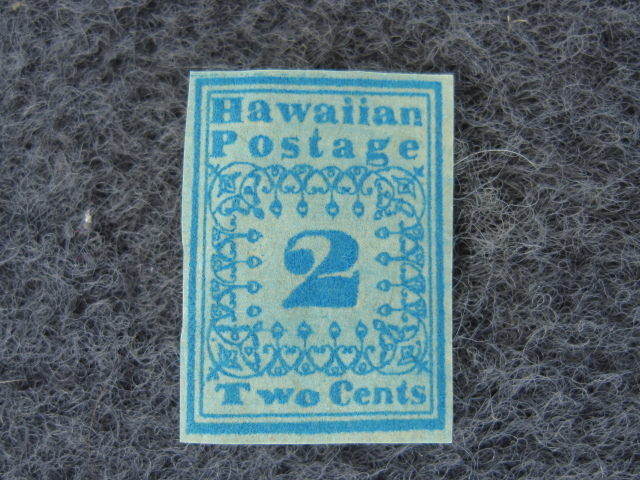 Hawaiian
Postage
2
Two Cents